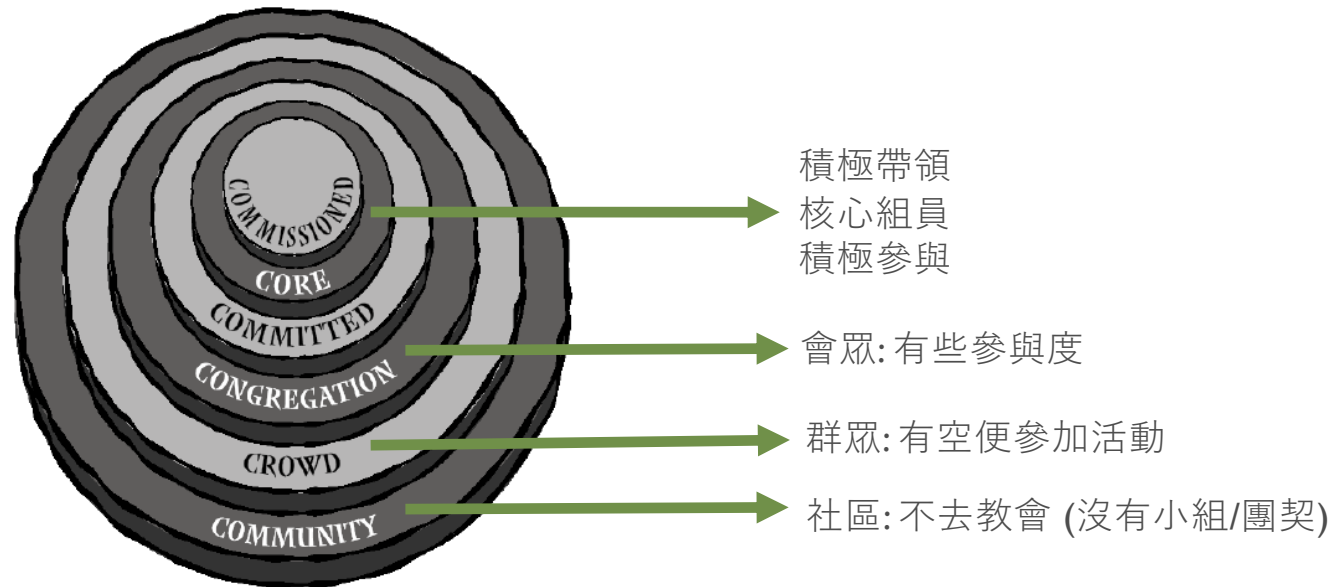 COMMISSIONED
CORE
COMMITTED
CONGREGATION
CROWD
COMMUNITY
積極帶領
核心組員
積極參與
會眾: 有些參與度
群眾: 有空便參加活動
社區: 不去教會 (沒有小組/團契)